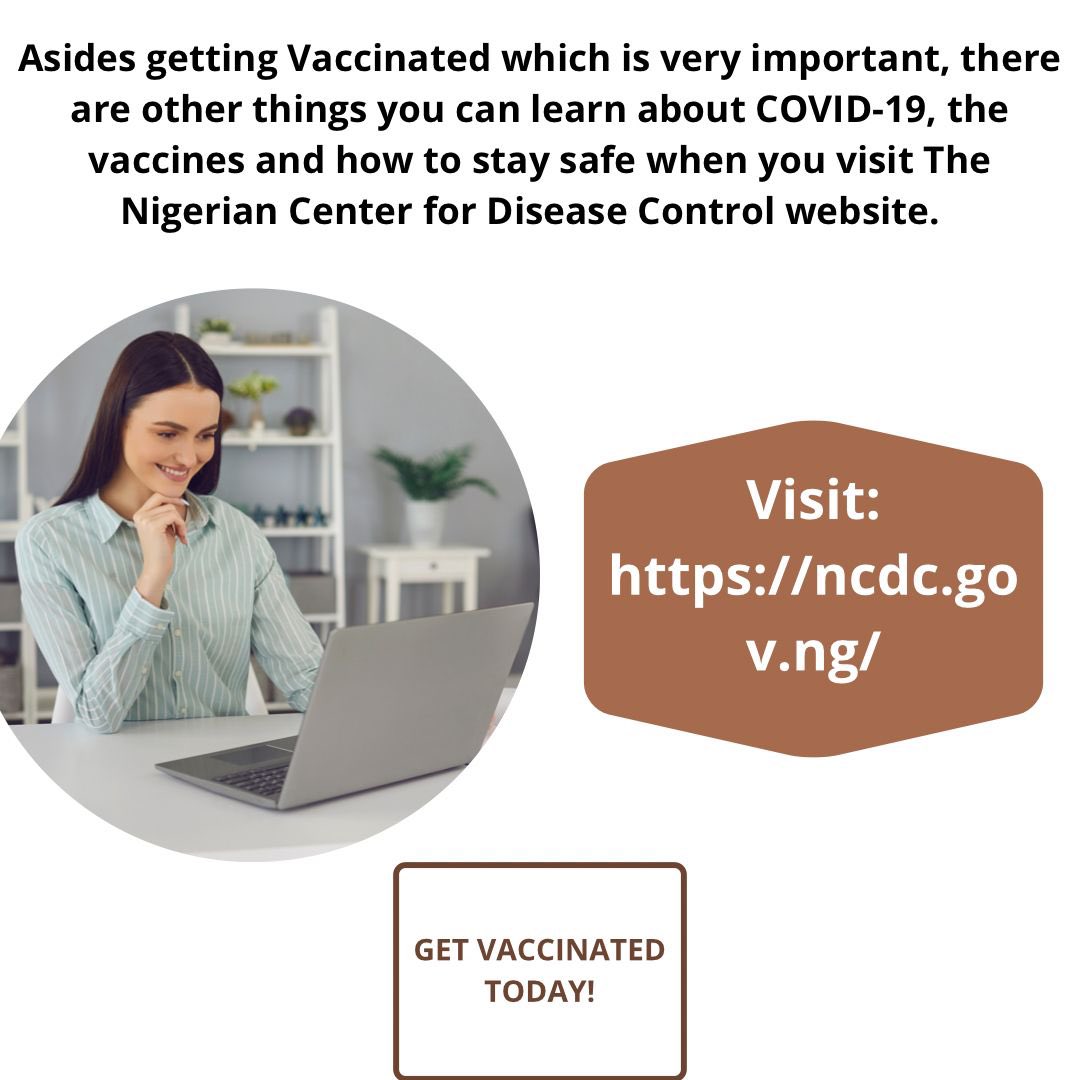 Asides getting Vaccinated which is very important, there
are other things you can learn about COVID-19, the
vaccines and how to stay safe when you visit The
Nigerian Center for Disease Control website.
Visit:
https://ncdc.go
v.ng/
GET VACCINATED
TODAY!